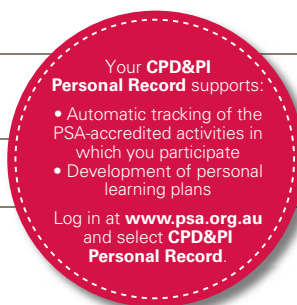 Your CPD&PI
Personal Record supports:
• Automatic tracking of the
PSA-accredited activities in
which you participate
• Development of personal
learning plans
Log in at www.psa.org.au
and select CPD&PI
Personal Record.